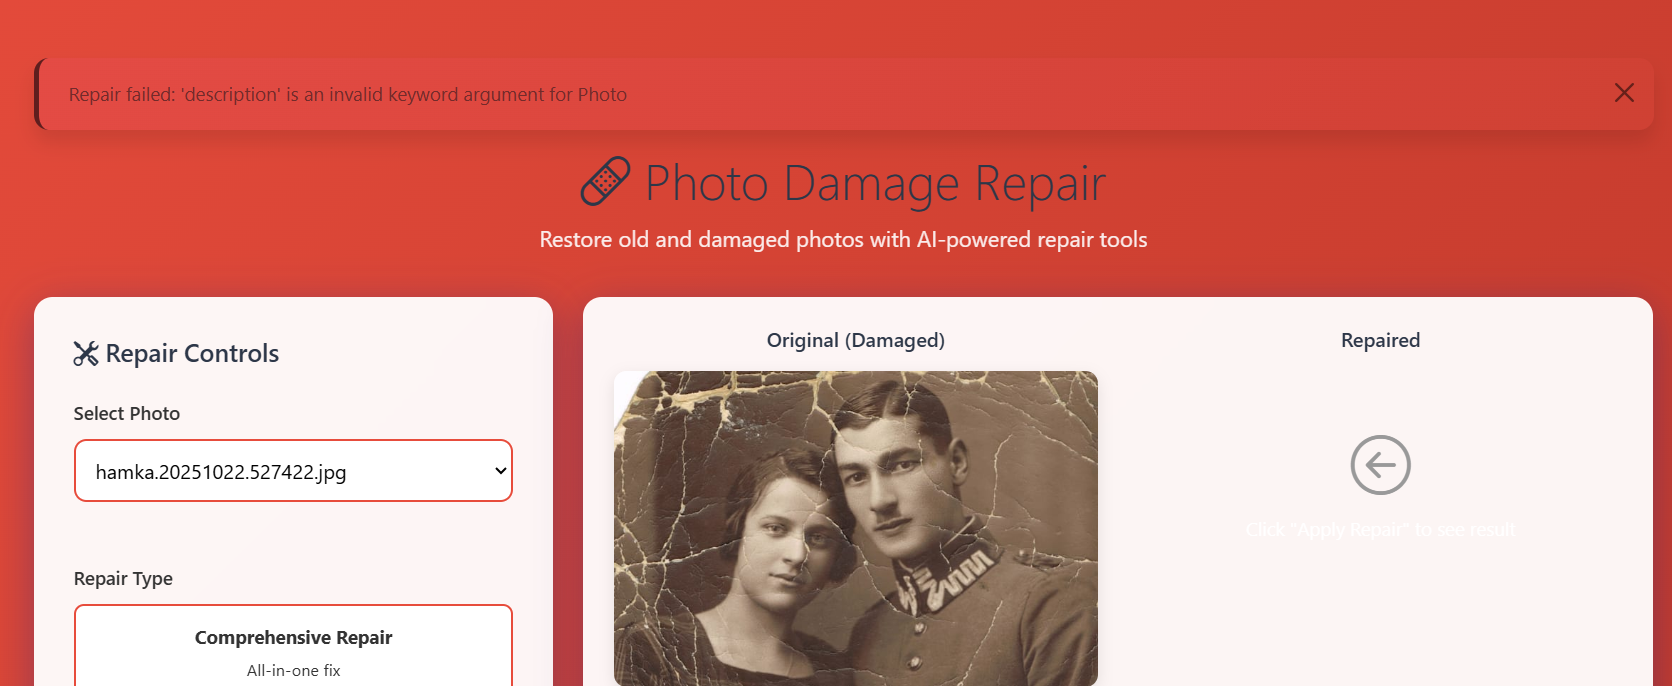 Repair failed: 'description' is an invalid keyword argument for Photo
Photo Damage Repair
Restore old and damaged photos with AI-powered repair tools
Repair Controls
Select Photo
hamka.20251022.527422.jpg
Repair Type
Comprehensive Repair
All-in-one fix
Original (Damaged)
Repaired
Click "Apply Repair" to see result